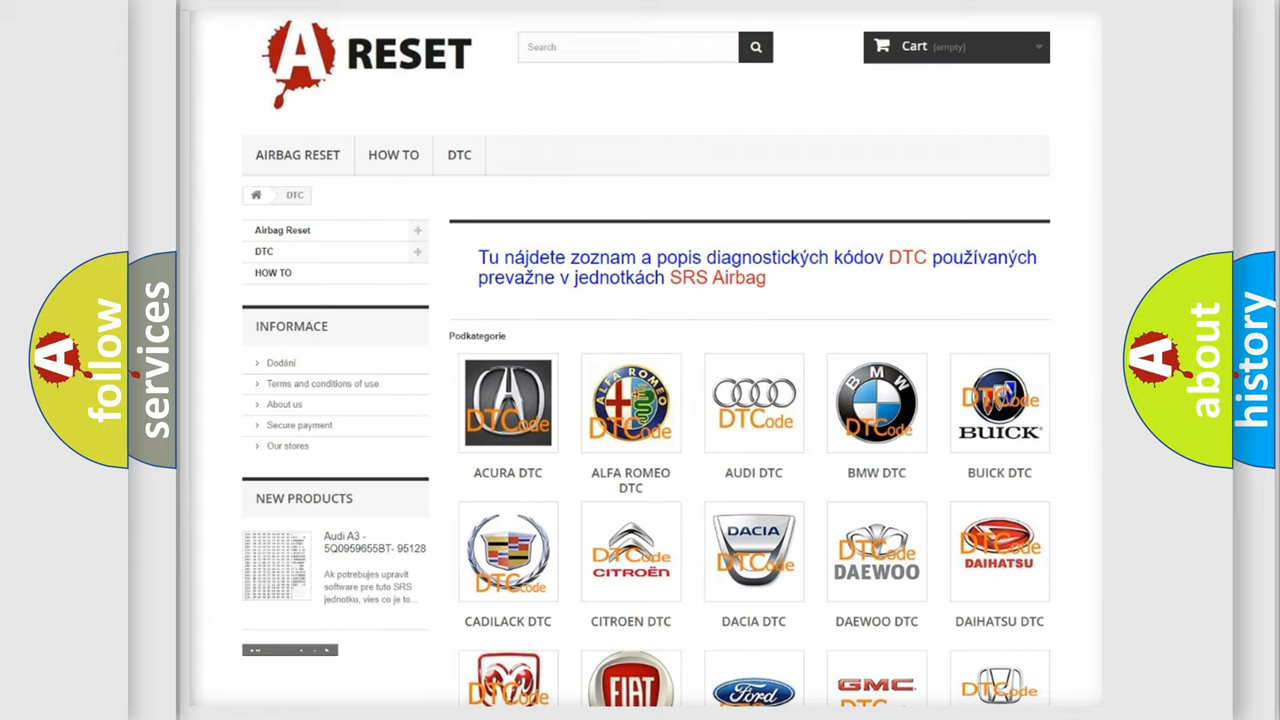 A RESET
Search
Cart (empty)
AIRBAG RESET
HOW TO
DTC
DTC
Airbag Reset
DTC
HOW TO
Tu nájdete zoznam a popis diagnostických kódov DTC používaných
prevažne v jednotkách SRS Airbag
INFORMACE
Dodání
Terms and conditions of use
About us
Secure payment
Our stores
NEW PRODUCTS
Audi A3 -
5Q0959655BT- 95128
Ak potrebujes upravit
software pre tuto SRS
jednotku, vies co je to...
Podkategorie
DTCode
ALFA ROMEO
DTCode
DTCode
BMW
DTCode
DTCode
BUICK
ACURA DTC
ALFA ROMEO
DTC
AUDI DTC
BMW DTC
BUICK DTC
DTCode
DTCode
CITROËN
DACIA
DTCode
DTCode
DAEWOO
DTCode
DAIHATSU
CADILACK DTC
CITROEN DTC
DACIA DTC
DAEWOO DTC
DAIHATSU DTC
DTCode
FIAT
Ford
GMC
DTCode
A follow
services
A about
history